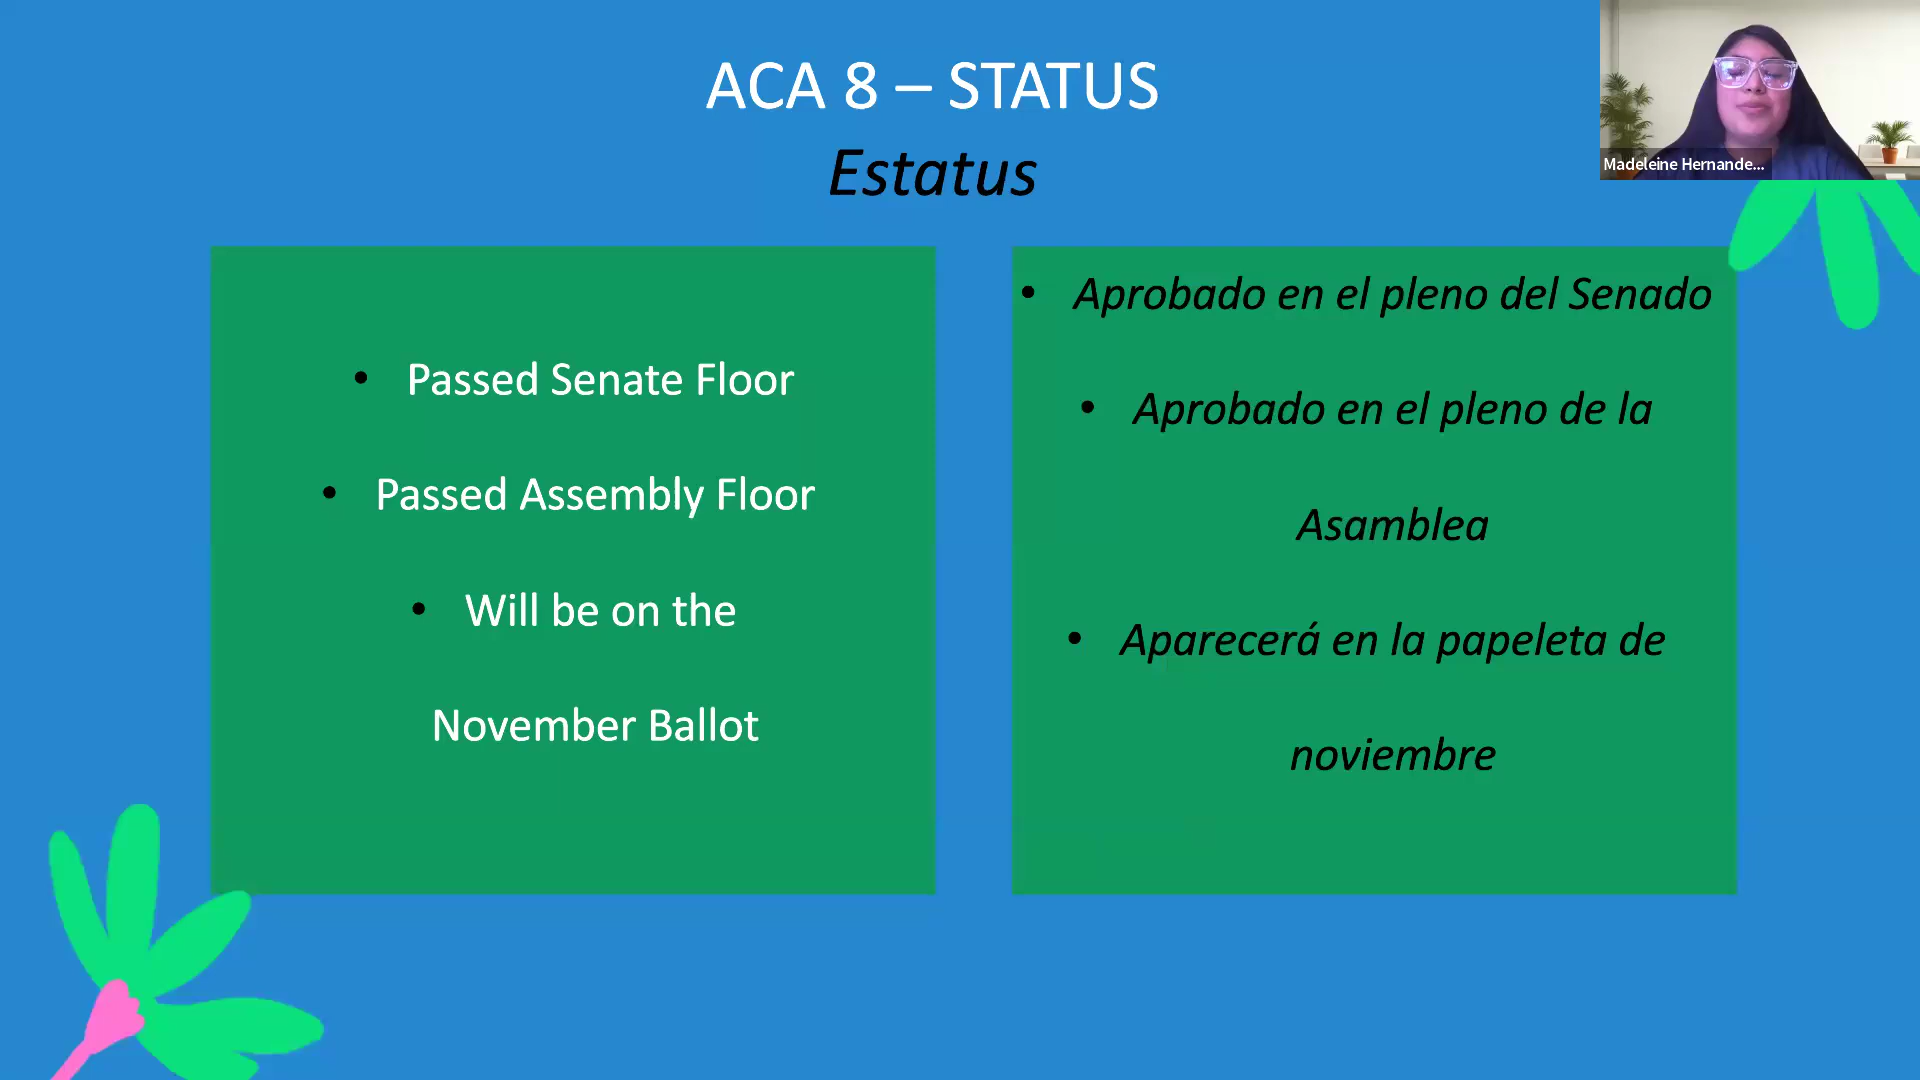 ACA 8 – STATUS
Estatus
Madeleine Hernande...
• Passed Senate Floor
• Passed Assembly Floor
• Will be on the
November Ballot
• Aprobado en el pleno del Senado
• Aprobado en el pleno de la
Asamblea
• Aparecerá en la papeleta de
noviembre